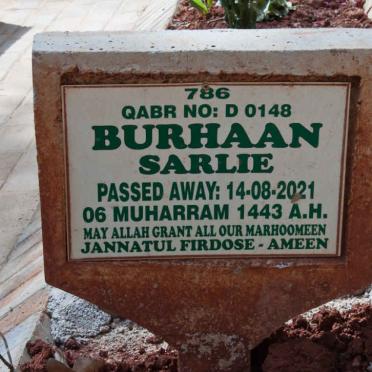 786
QABR NO: D 0148
BURHAAN
SARLIE
PASSED AWAY: 14-08-2021
06 MUHARRAM 1443 A.H.
MAY ALLAH GRANT ALL OUR MARHOOMEEN
JANNATUL FIRDOSE - AMEEN